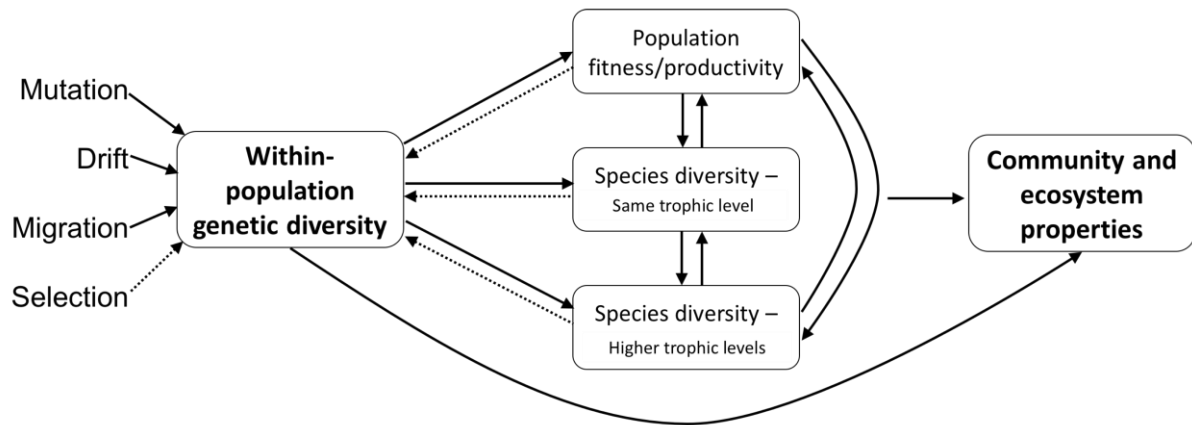 Mutation
Drift
Migration
Selection
Within-
population
genetic diversity
Population
fitness/productivity
Species diversity –
Same trophic level
Species diversity –
Higher trophic levels
Community and
ecosystem
properties